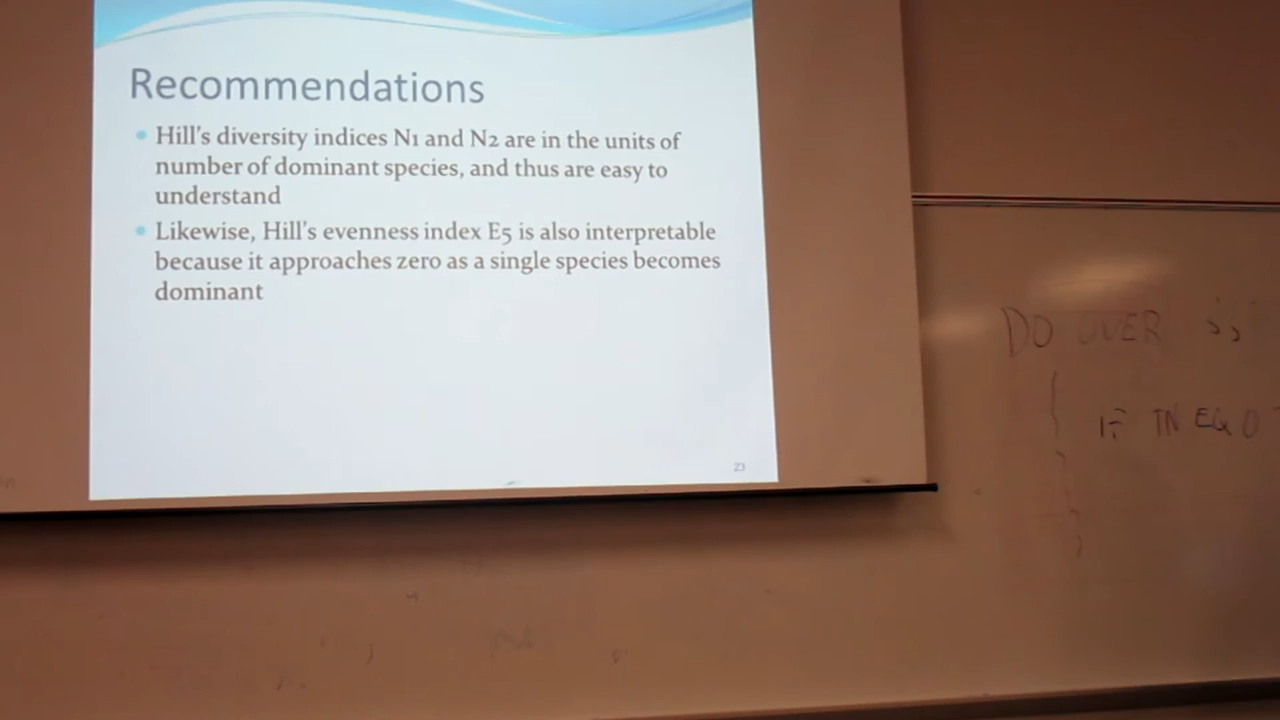 Recommendations
Hill's diversity indices N1 and N2 are in the units of
number of dominant species, and thus are easy to
understand
Likewise, Hill's evenness index E5 is also interpretable
because it approaches zero as a single species becomes
dominant
23
DO OVER
IF IN EQ 0